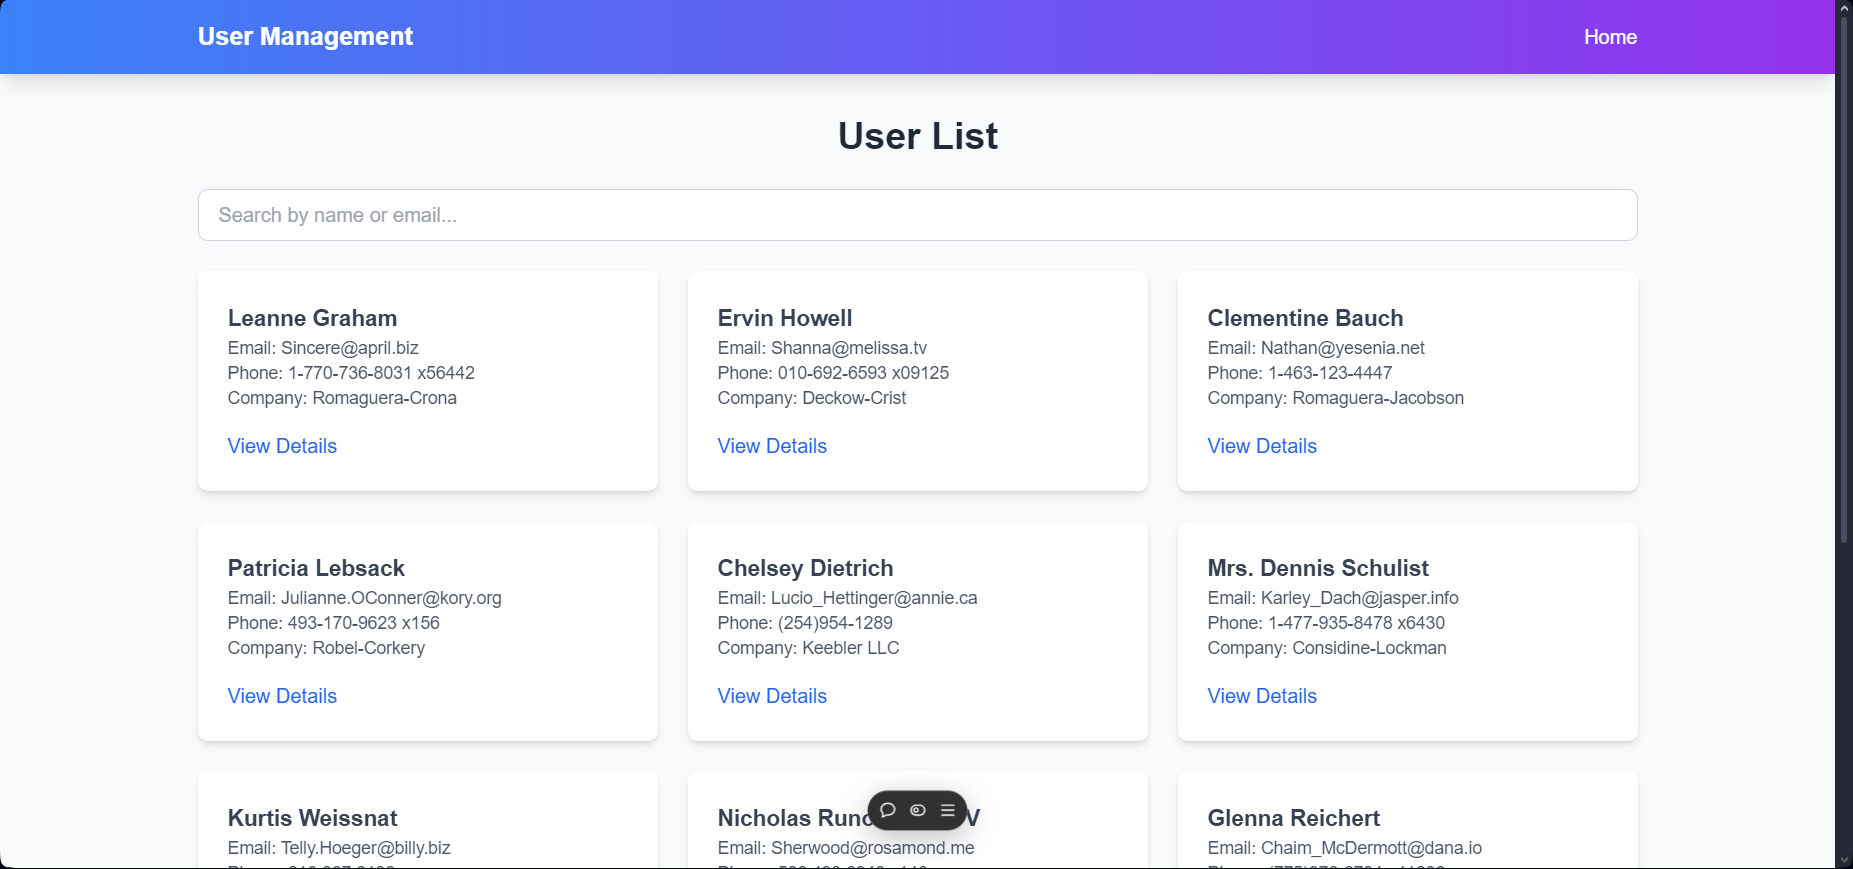 User Management
Home
User List
Search by name or email...
Leanne Graham
Email: Sincere@april.biz
Phone: 1-770-736-8031 x56442
Company: Romaguera-Crona
View Details
Ervin Howell
Email: Shanna@melissa.tv
Phone: 010-692-6593 x09125
Company: Deckow-Crist
View Details
Clementine Bauch
Email: Nathan@yesenia.net
Phone: 1-463-123-4447
Company: Romaguera-Jacobson
View Details
Patricia Lebsack
Email: Julianne.OConner@kory.org
Phone: 493-170-9623 x156
Company: Robel-Corkery
View Details
Chelsey Dietrich
Email: Lucio_Hettinger@annie.ca
Phone: (254)954-1289
Company: Keebler LLC
View Details
Mrs. Dennis Schulist
Email: Karley_Dach@jasper.info
Phone: 1-477-935-8478 x6430
Company: Considine-Lockman
View Details
Kurtis Weissnat
Email: Telly.Hoeger@billy.biz
Nicholas V
Email: Sherwood@rosamond.me
Glenna Reichert
Email: Chaim_McDermott@dana.io